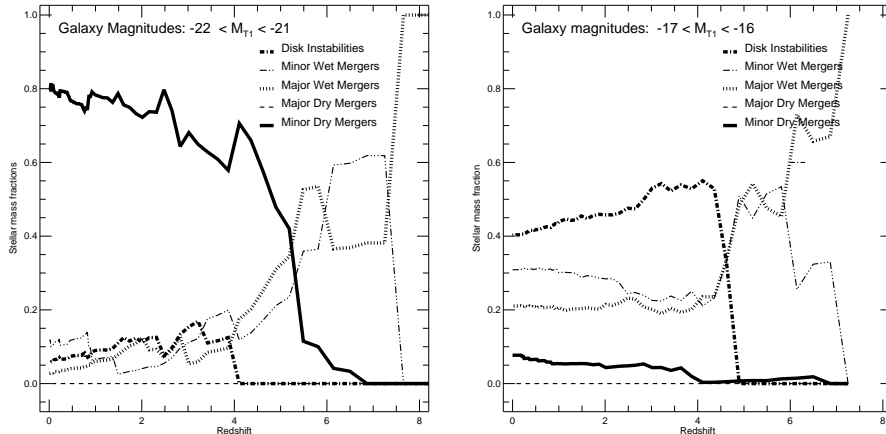 Galaxy Magnitudes: -22 < M_T1 < -21
Disk Instabilities
Minor Wet Mergers
Major Wet Mergers
Major Dry Mergers
Minor Dry Mergers
1.0
0.8
0.6
0.4
0.2
0.0
Stellar mass fractions
0 2 4 6 8
Redshift
Galaxy magnitudes: -17 < M_T1 < -16
Disk Instabilities
Minor Wet Mergers
Major Wet Mergers
Major Dry Mergers
Minor Dry Mergers
1.0
0.8
0.6
0.4
0.2
0.0
Stellar mass fractions
0 2 4 6 8
Redshift